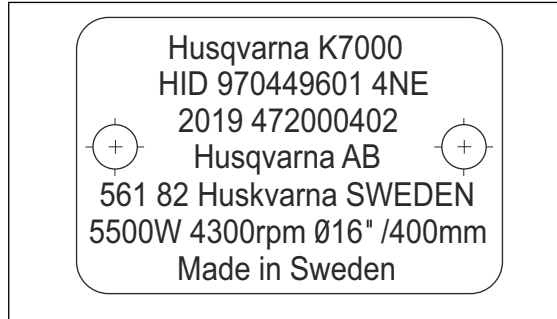 Husqvarna K7000
HID 970449601 4NE
2019 472000402
Husqvarna AB
561 82 Huskvarna SWEDEN
5500W 4300rpm Ø16" /400mm
Made in Sweden